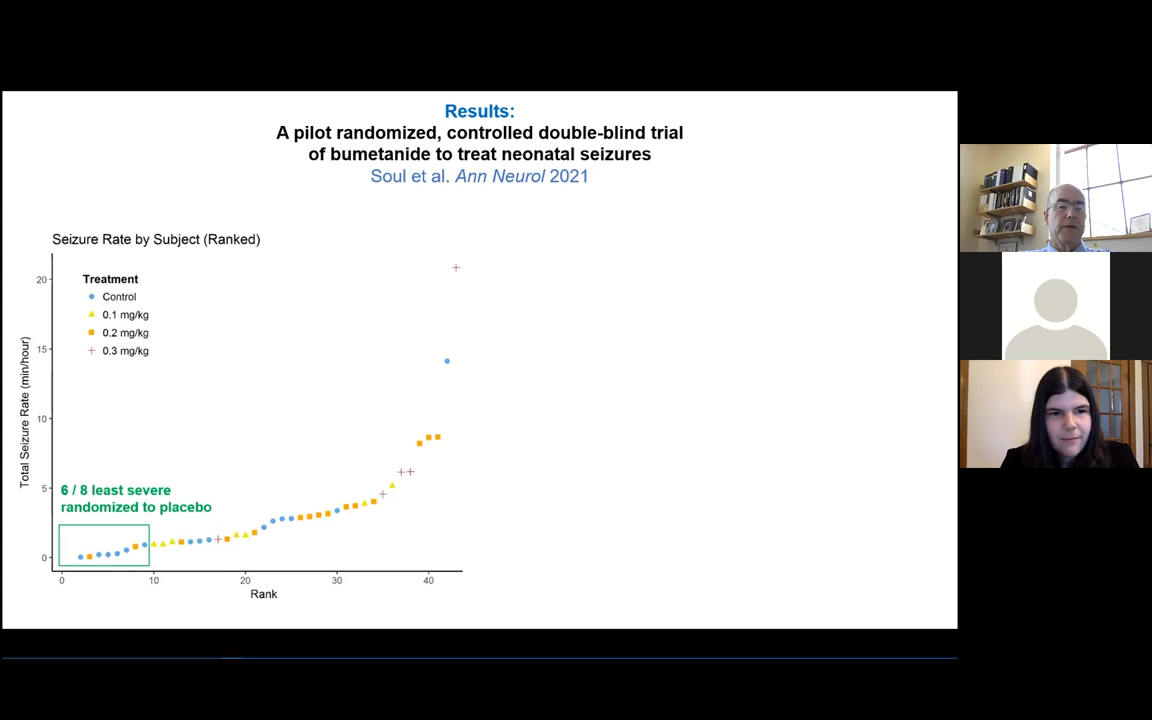 Results:
A pilot randomized, controlled double-blind trial
of bumetanide to treat neonatal seizures
Soul et al. Ann Neurol 2021
Seizure Rate by Subject (Ranked)
Treatment
Control
0.1 mg/kg
0.2 mg/kg
0.3 mg/kg
Total Seizure Rate (min/hour)
20
15
10
5
0
6 / 8 least severe
randomized to placebo
0 10 20 30 40
Rank